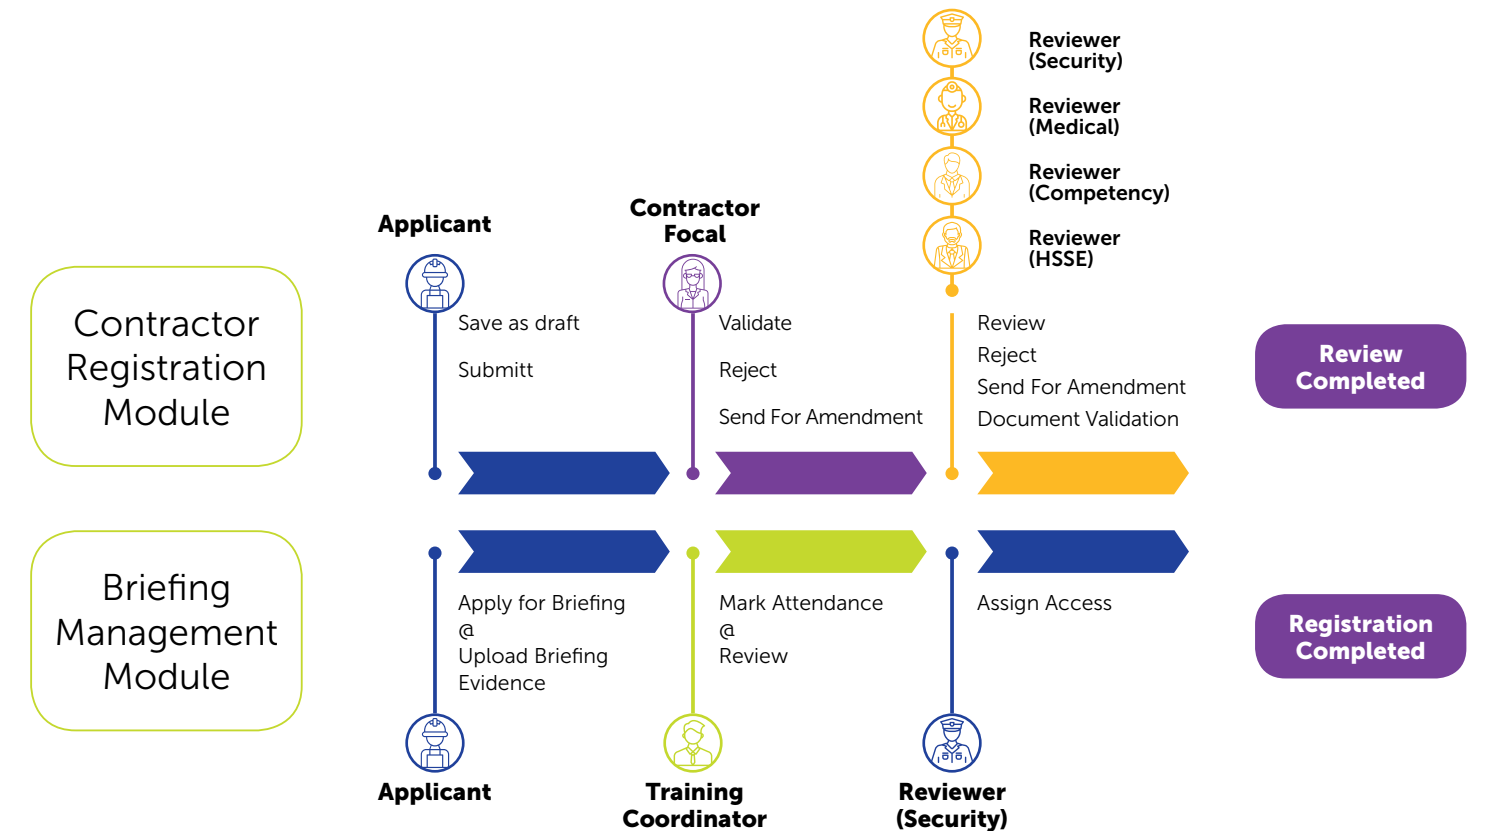 Reviewer
(Security)
Reviewer
(Medical)
Reviewer
(Competency)
Reviewer
(HSSE)
Applicant
Contractor
Focal
Contractor
Registration
Module
Save as draft
Submitt
Validate
Reject
Send For Amendment
Review
Reject
Send For Amendment
Document Validation
Review
Completed
Briefing
Management
Module
Apply for Briefing
@
Upload Briefing
Evidence
Mark Attendance
@
Review
Assign Access
Registration
Completed
Applicant
Training
Coordinator
Reviewer
(Security)